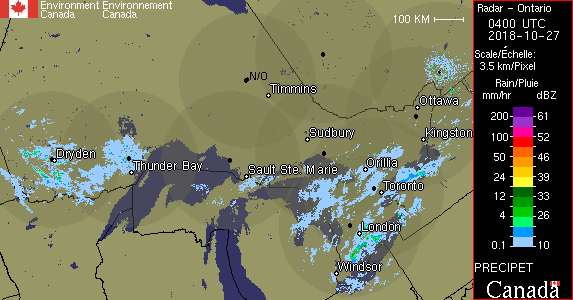 Environment Environnement
Canada Canada
100 KM
N/O
Timmins
Ottawa
Sudbury
Kingston
Dryden
Thunder Bay
Sault Ste. Marie
Orillia
Toronto
London
Windsor
Radar - Ontario
0400 UTC
2018-10-27
Scale/Échelle:
3.5 km/Pixel
Rain/Pluie
mm/hr dBZ
200 61
100 52
50 46
24 39
12 33
4 26
0.1 10
PRECIPET
Canada